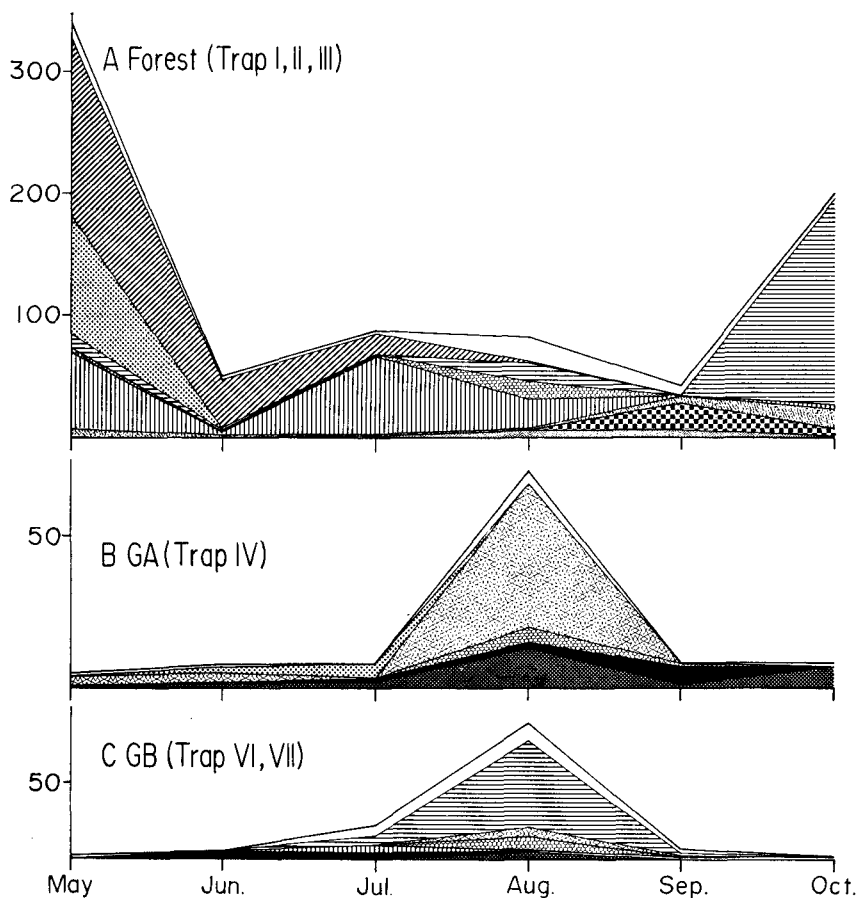 A Forest (Trap I, II, III)
300
200
100
B GA (Trap IV)
50
C GB (Trap VI, VII)
50
May Jun. Jul. Aug. Sep. Oct.